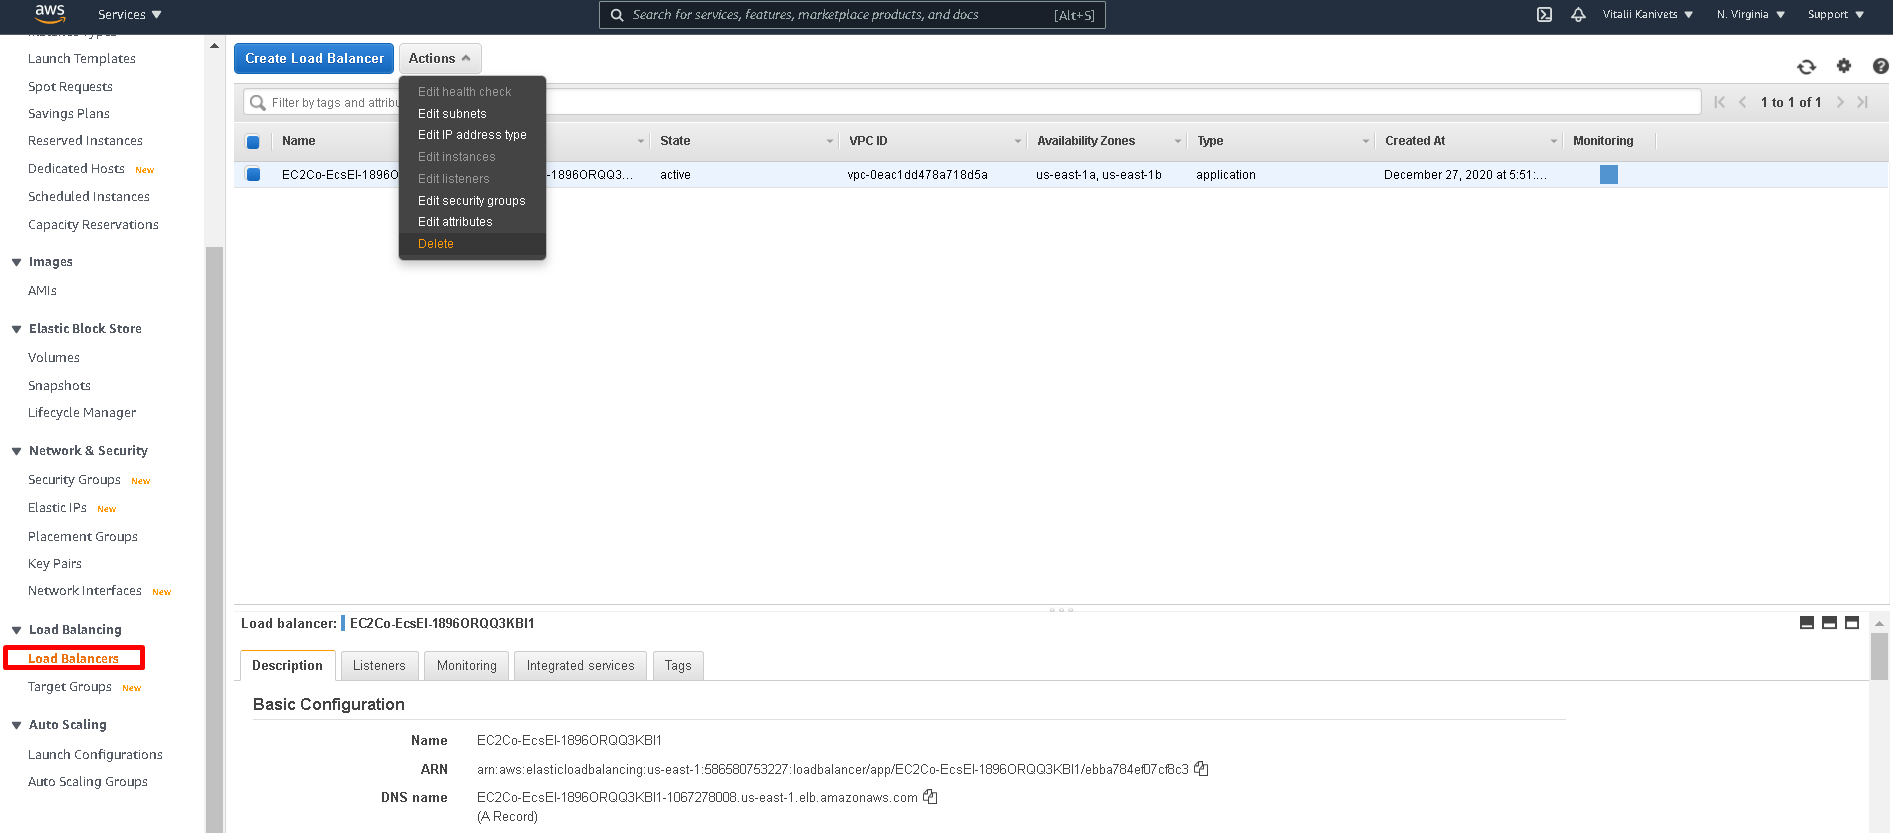 aws
Services
Search for services, features, marketplace products, and docs
[Alt+S]
Vitalii Kanivets
N. Virginia
Support
Instance Types
Launch Templates
Spot Requests
Savings Plans
Reserved Instances
Dedicated Hosts New
Scheduled Instances
Capacity Reservations
Images
AMIs
Elastic Block Store
Volumes
Snapshots
Lifecycle Manager
Network & Security
Security Groups New
Elastic IPs New
Placement Groups
Key Pairs
Network Interfaces New
Load Balancing
Load Balancers
Target Groups New
Auto Scaling
Launch Configurations
Auto Scaling Groups
Create Load Balancer
Actions
Edit health check
Edit subnets
Edit IP address type
Edit instances
Edit listeners
Edit security groups
Edit attributes
Delete
Filter by tags and attribu
1 to 1 of 1
Name State VPC ID Availability Zones Type Created At Monitoring
EC2Co-EcsEl-1896O -1896ORQQ3... active vpc-0eac1dd478a718d5a us-east-1a, us-east-1b application December 27, 2020 at 5:51:...
Load balancer: EC2Co-EcsEl-1896ORQQ3KBI1
Description Listeners Monitoring Integrated services Tags
Basic Configuration
Name EC2Co-EcsEl-1896ORQQ3KBI1
ARN arn:aws:elasticloadbalancing:us-east-1:586580753227:loadbalancer/app/EC2Co-EcsEl-1896ORQQ3KBI1/ebba784ef07cf8c3
DNS name EC2Co-EcsEl-1896ORQQ3KBI1-1067278008.us-east-1.elb.amazonaws.com
(A Record)